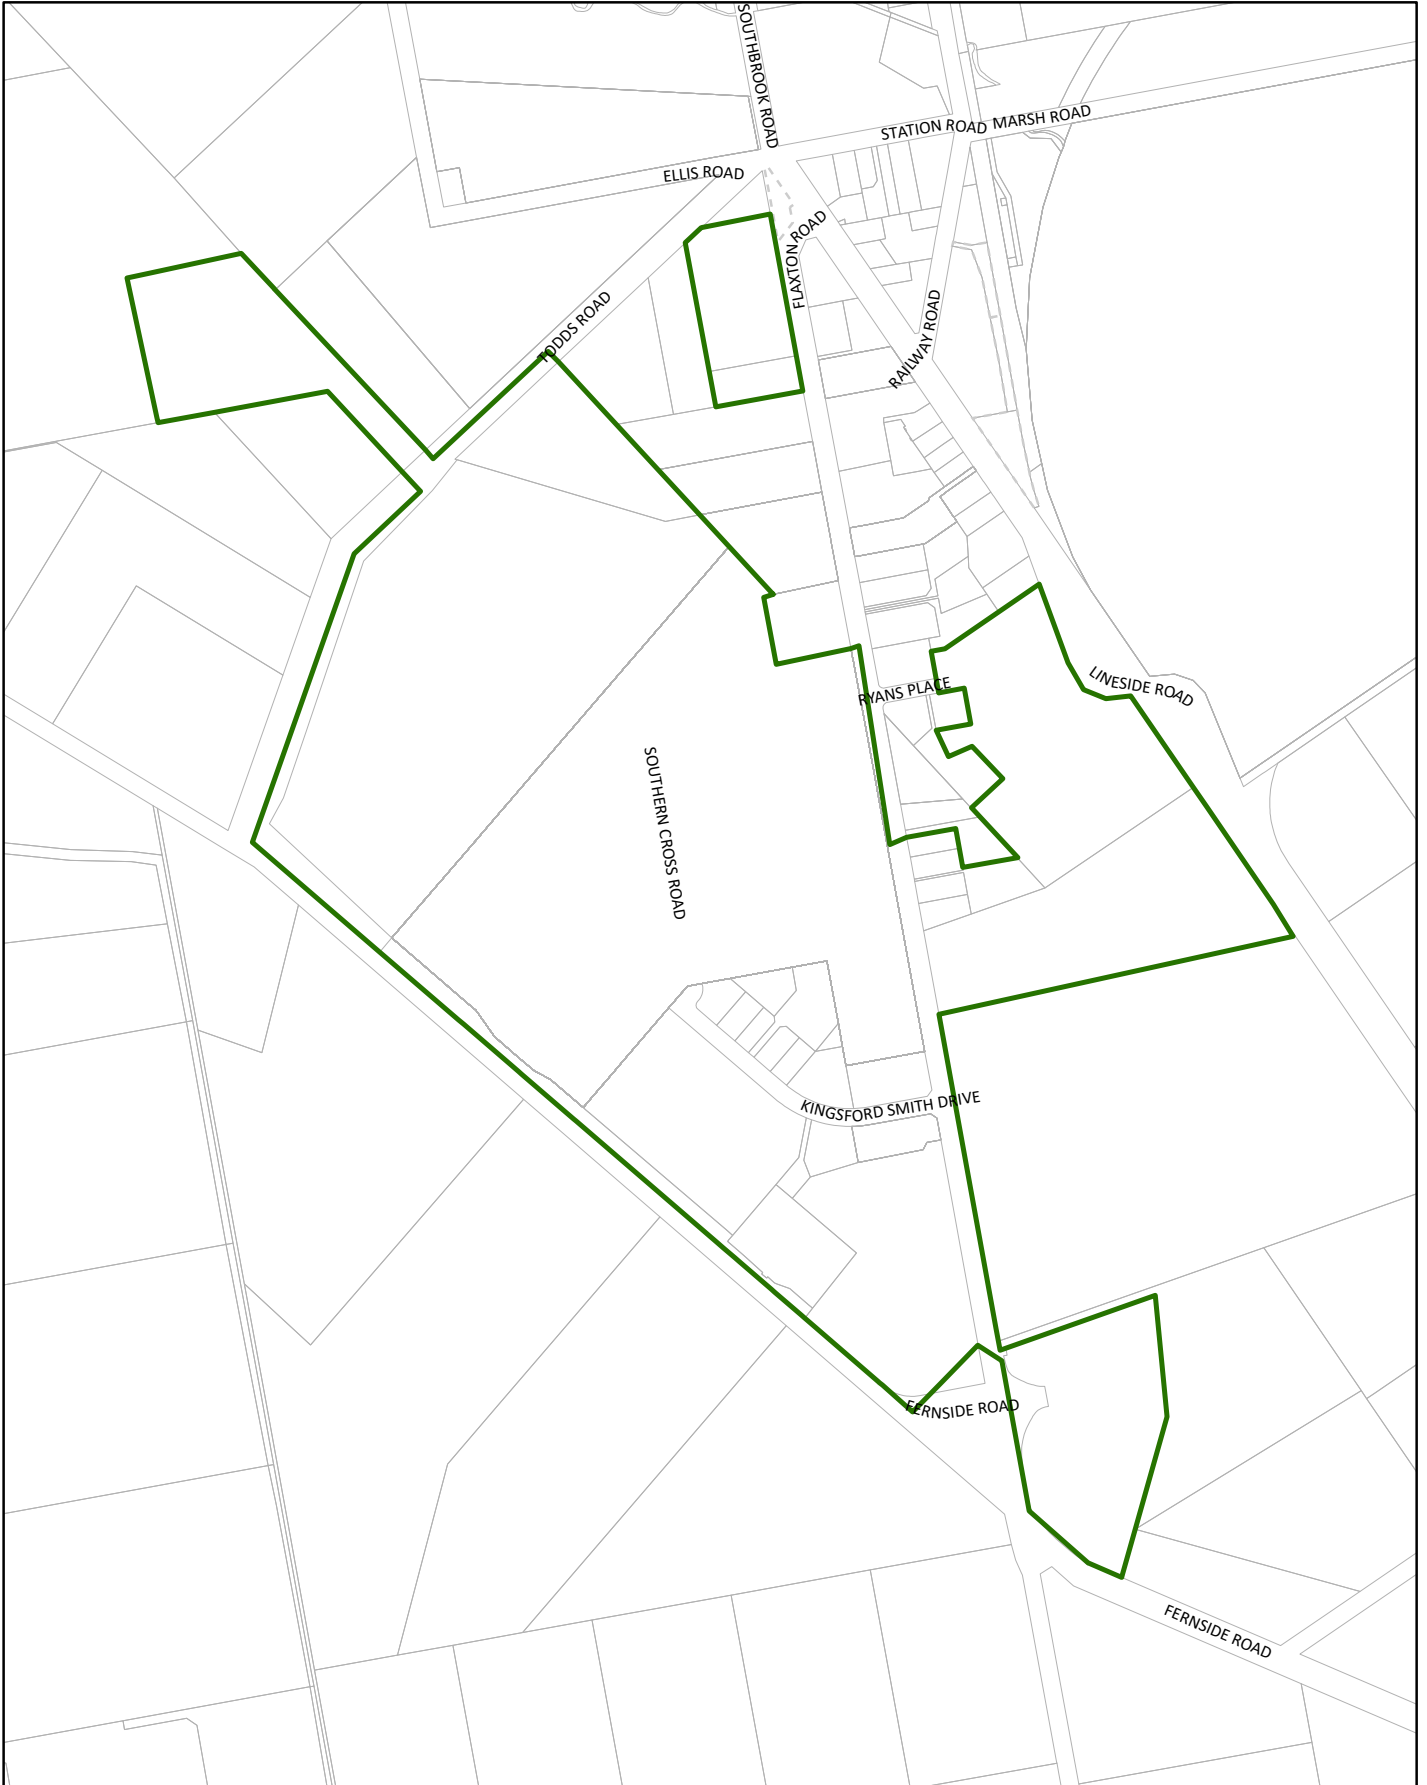 SOUTHBROOK ROAD
STATION ROAD
MARSH ROAD
ELLIS ROAD
FLAXTON ROAD
TODDS ROAD
RAILWAY ROAD
LINESIDE ROAD
RYANS PLACE
SOUTHERN CROSS ROAD
KINGSFORD SMITH DRIVE
FERNSIDE ROAD
FERNSIDE ROAD